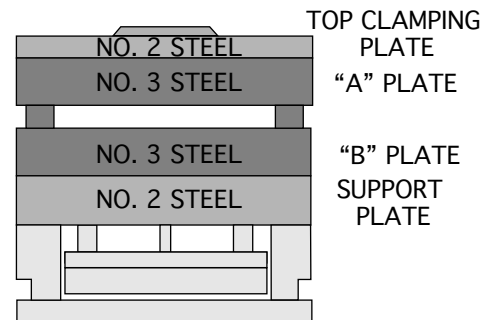 TOP CLAMPING
PLATE
NO. 2 STEEL
NO. 3 STEEL
“A” PLATE
NO. 3 STEEL
“B” PLATE
NO. 2 STEEL
SUPPORT
PLATE